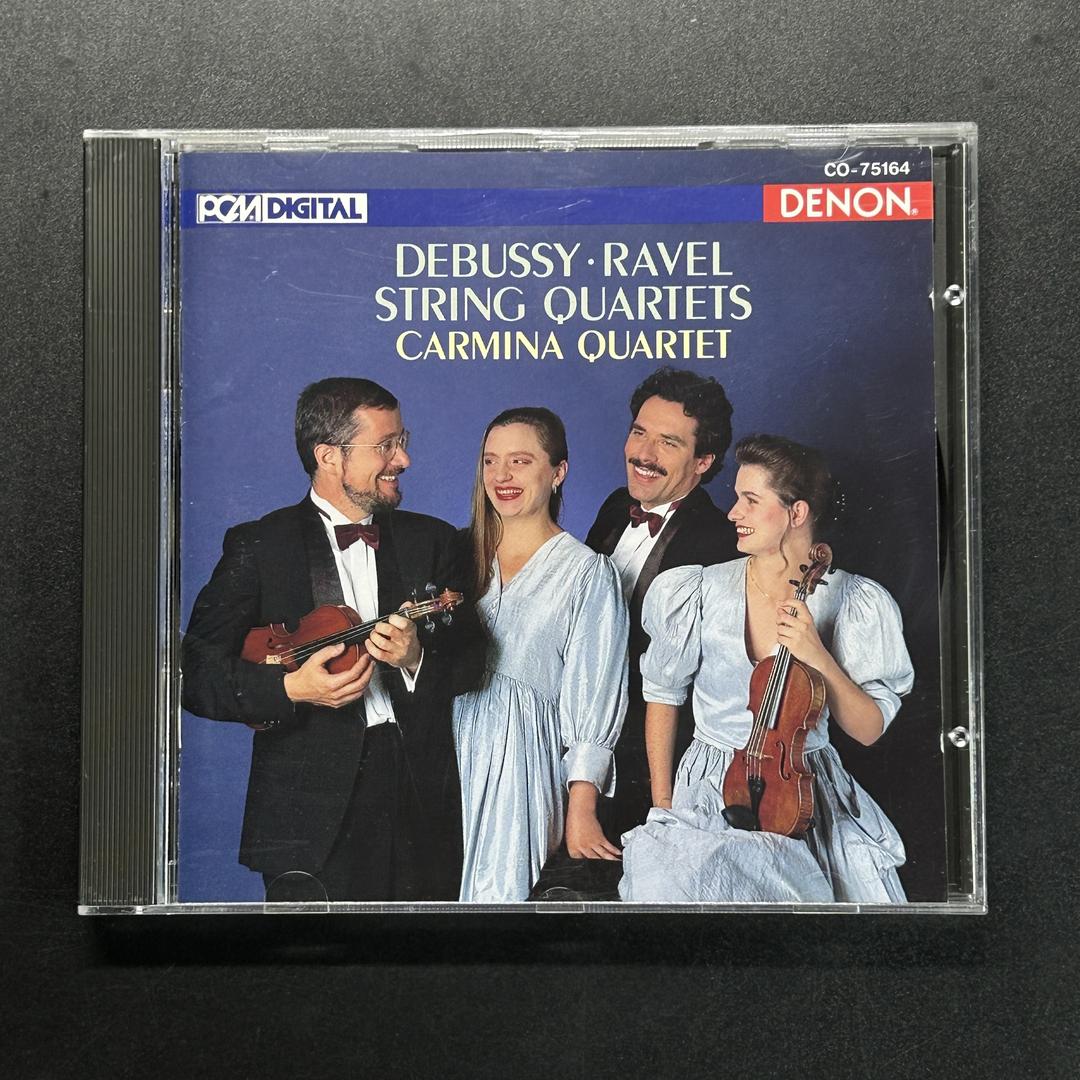 CO-75164
PCM DIGITAL
DENON®
DEBUSSY · RAVEL
STRING QUARTETS
CARMINA QUARTET